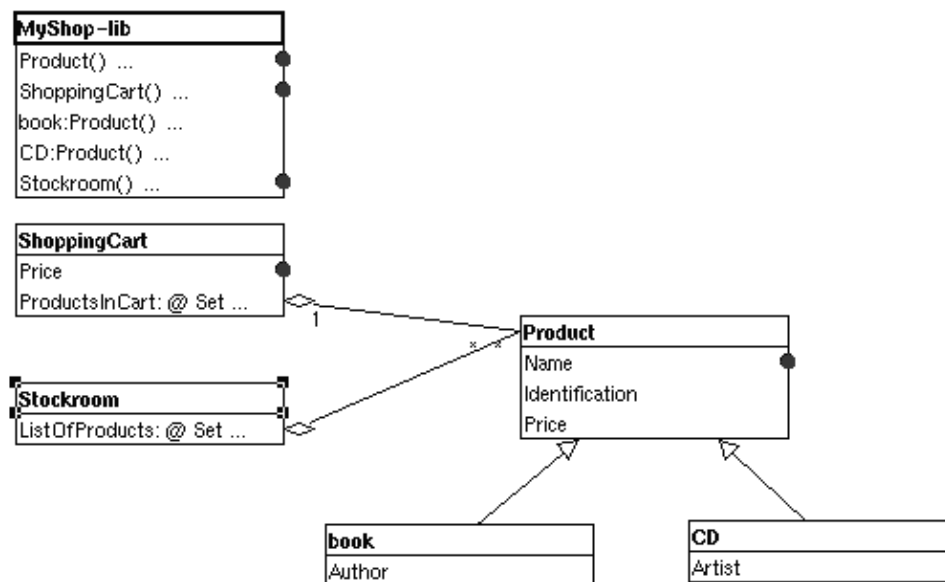 MyShop-lib
Product() ...
ShoppingCart() ...
book:Product() ...
CD:Product() ...
Stockroom() ...
ShoppingCart
Price
ProductsInCart: @ Set ...
1
* *
Product
Name
Identification
Price
Stockroom
ListOfProducts: @ Set ...
book
Author
CD
Artist